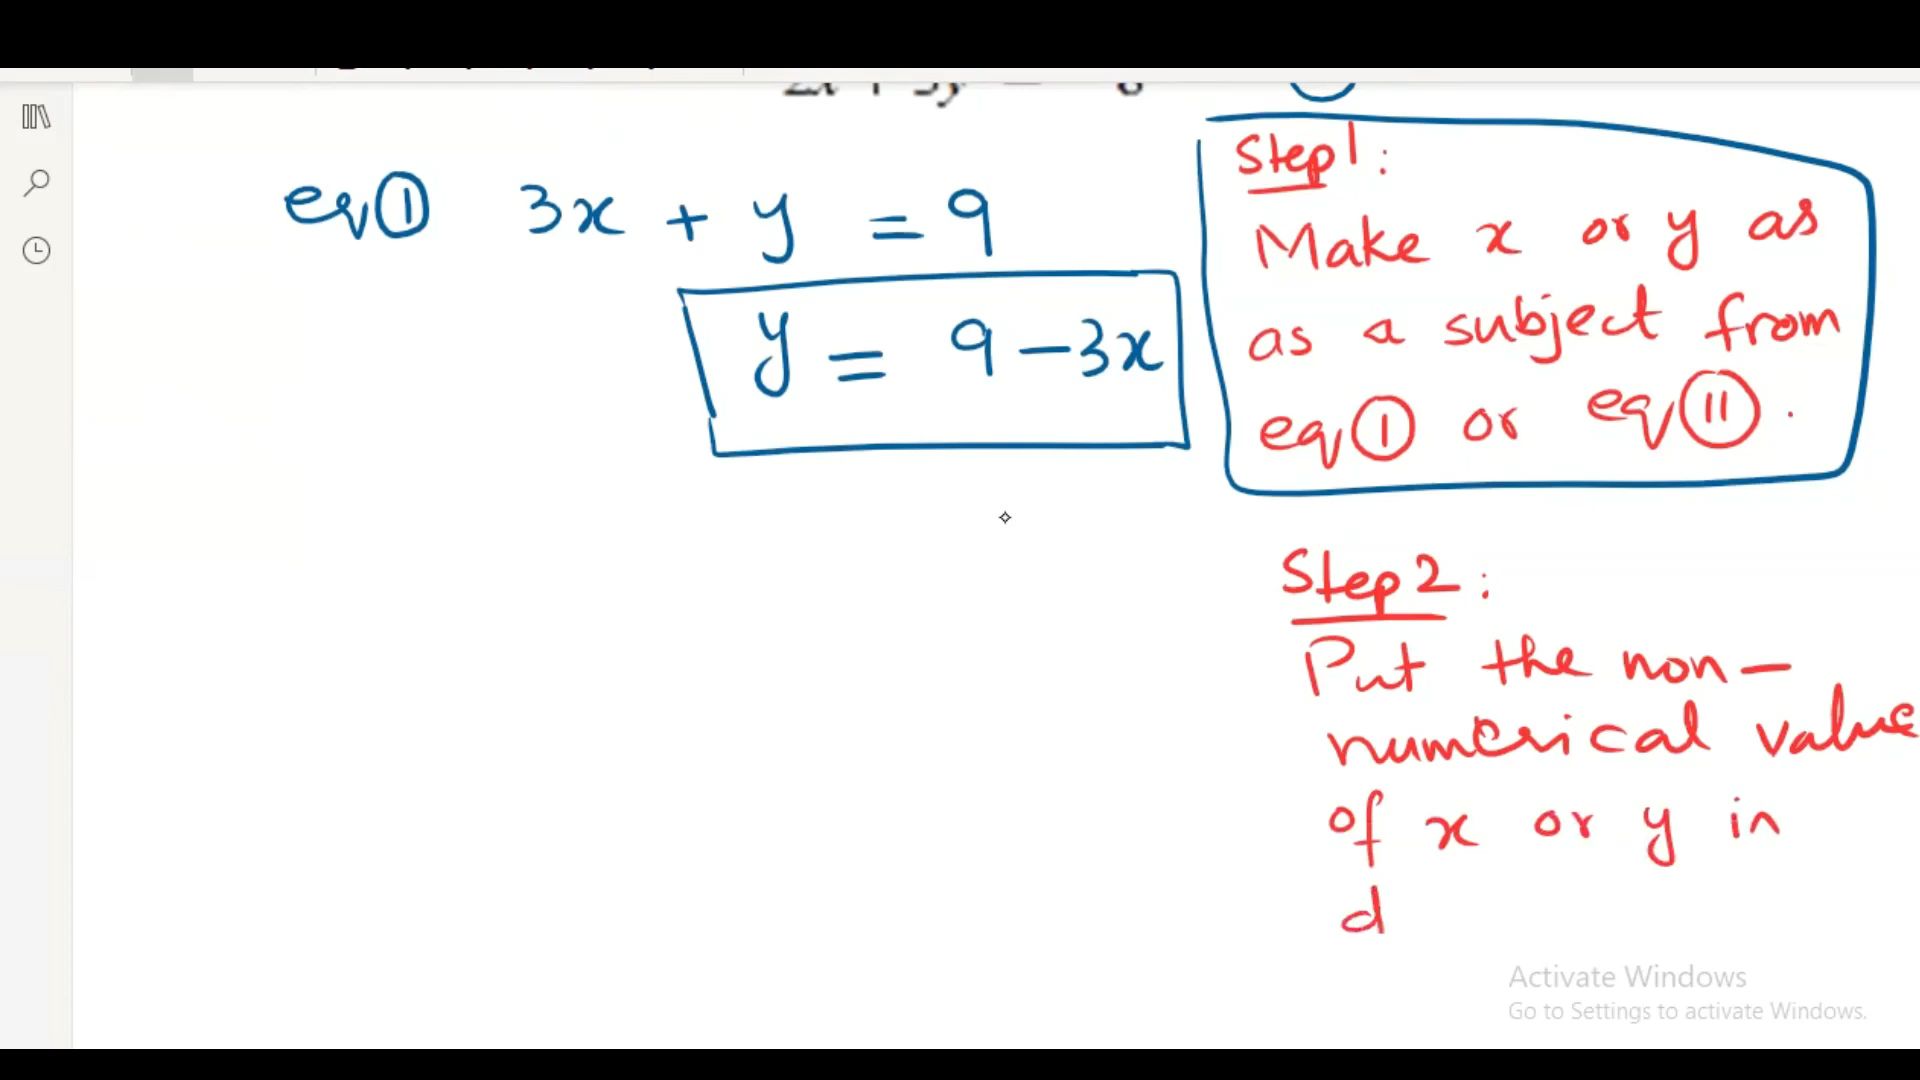 eq① 3x + y = 9
y = 9 - 3x
Step 1:
Make x or y as
as a subject from
eq① or eq⑪.
Step 2:
Put the non-
numerical value
of x or y in
d
Activate Windows
Go to Settings to activate Windows.